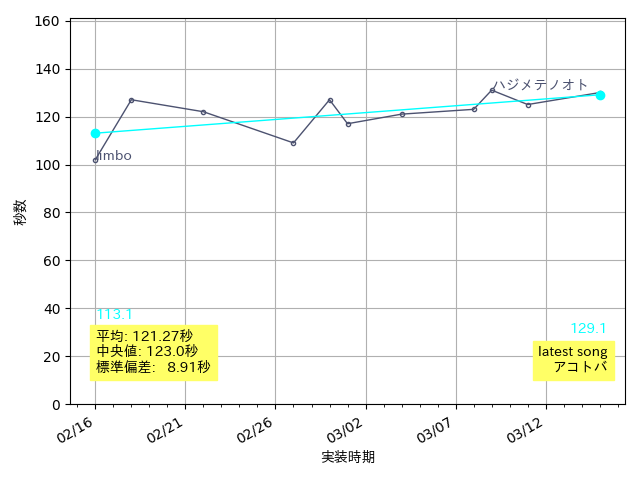 160
140
120
100
80
60
40
20
0
秒数
ハジメテノオト
Jimbo
113.1
129.1
平均: 121.27秒
中央値: 123.0秒
標準偏差: 8.91秒
latest song
アコトバ
02/16
02/21
02/26
03/02
03/07
03/12
実装時期